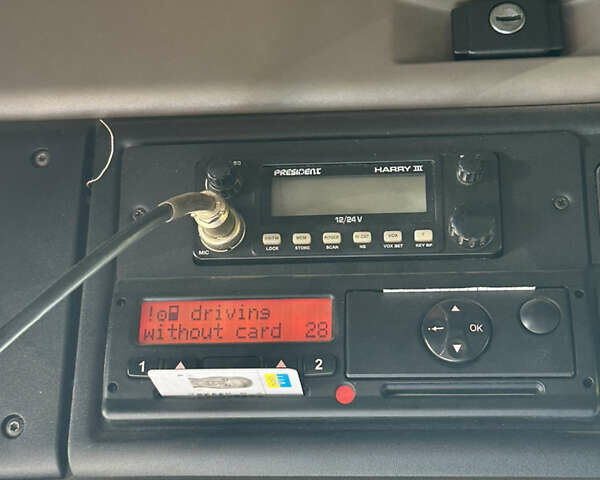 SQ
PRESIDENT HARRY III
12/24 V
MIC
LOCK STORE SCAN NB VOX SET KEY BP
MEM VOX F
! driving
without card 28
1 2
OK